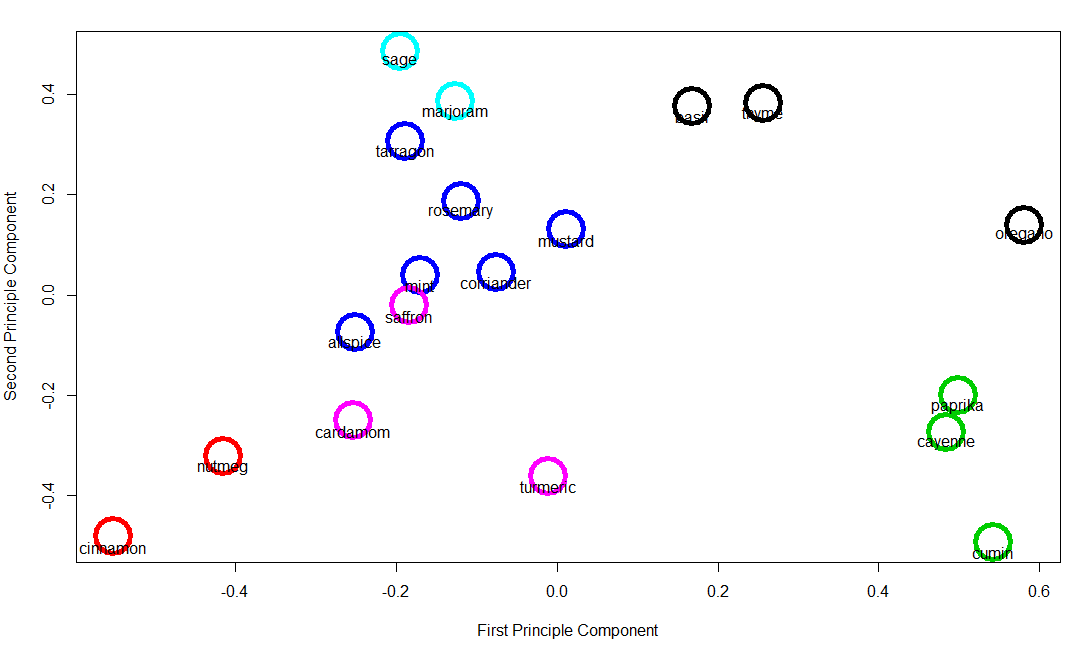 sage
marjoram
basil
thyme
tarragon
rosemary
mustard
oregano
mint
corriander
saffron
allspice
paprika
cardamom
cayenne
nutmeg
turmeric
cinnamon
cumin
0.4
0.2
0.0
-0.2
-0.4
Second Principle Component
-0.4
-0.2
0.0
0.2
0.4
0.6
First Principle Component